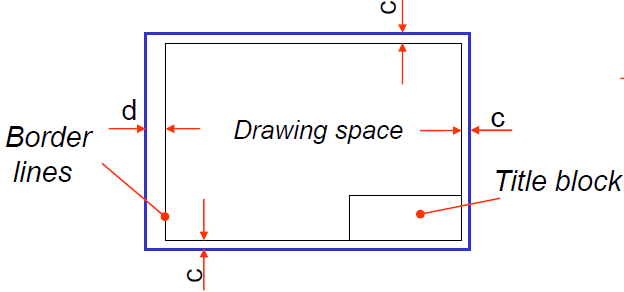 c
d
Drawing space
c
Border
lines
Title block
c